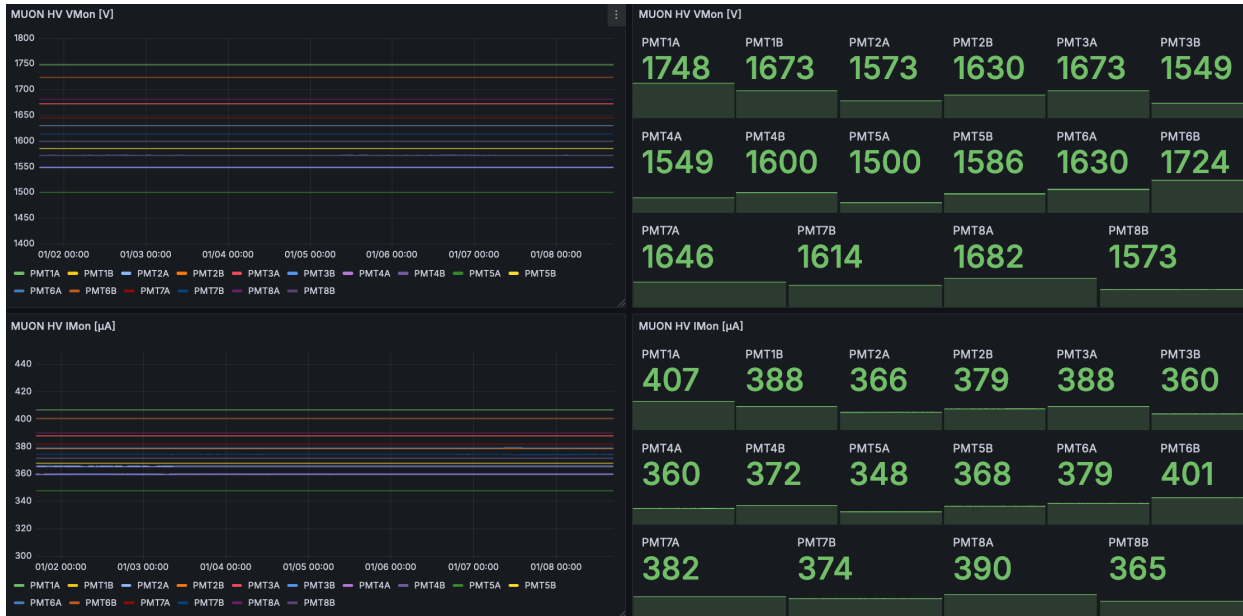 MUON HV VMon [V]
1800
1750
1700
1650
1600
1550
1500
1450
1400
01/02 00:00 01/03 00:00 01/04 00:00 01/05 00:00 01/06 00:00 01/07 00:00 01/08 00:00
PMT1A PMT1B PMT2A PMT2B PMT3A PMT3B PMT4A PMT4B PMT5A PMT5B
PMT6A PMT6B PMT7A PMT7B PMT8A PMT8B
MUON HV VMon [V]
PMT1A PMT1B PMT2A PMT2B PMT3A PMT3B
1748 1673 1573 1630 1673 1549
PMT4A PMT4B PMT5A PMT5B PMT6A PMT6B
1549 1600 1500 1586 1630 1724
PMT7A PMT7B PMT8A PMT8B
1646 1614 1682 1573
MUON HV IMon [µA]
440
420
400
380
360
340
320
300
01/02 00:00 01/03 00:00 01/04 00:00 01/05 00:00 01/06 00:00 01/07 00:00 01/08 00:00
PMT1A PMT1B PMT2A PMT2B PMT3A PMT3B PMT4A PMT4B PMT5A PMT5B
PMT6A PMT6B PMT7A PMT7B PMT8A PMT8B
MUON HV IMon [µA]
PMT1A PMT1B PMT2A PMT2B PMT3A PMT3B
407 388 366 379 388 360
PMT4A PMT4B PMT5A PMT5B PMT6A PMT6B
360 372 348 368 379 401
PMT7A PMT7B PMT8A PMT8B
382 374 390 365